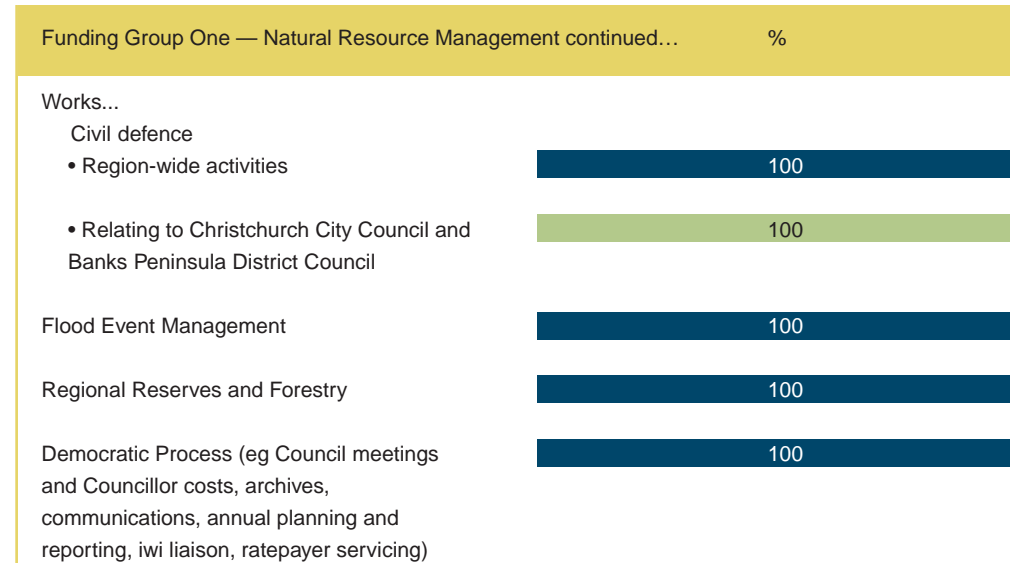 Funding Group One — Natural Resource Management continued… %
Works...
Civil defence
• Region-wide activities 100
• Relating to Christchurch City Council and 100
Banks Peninsula District Council
Flood Event Management 100
Regional Reserves and Forestry 100
Democratic Process (eg Council meetings 100
and Councillor costs, archives,
communications, annual planning and
reporting, iwi liaison, ratepayer servicing)